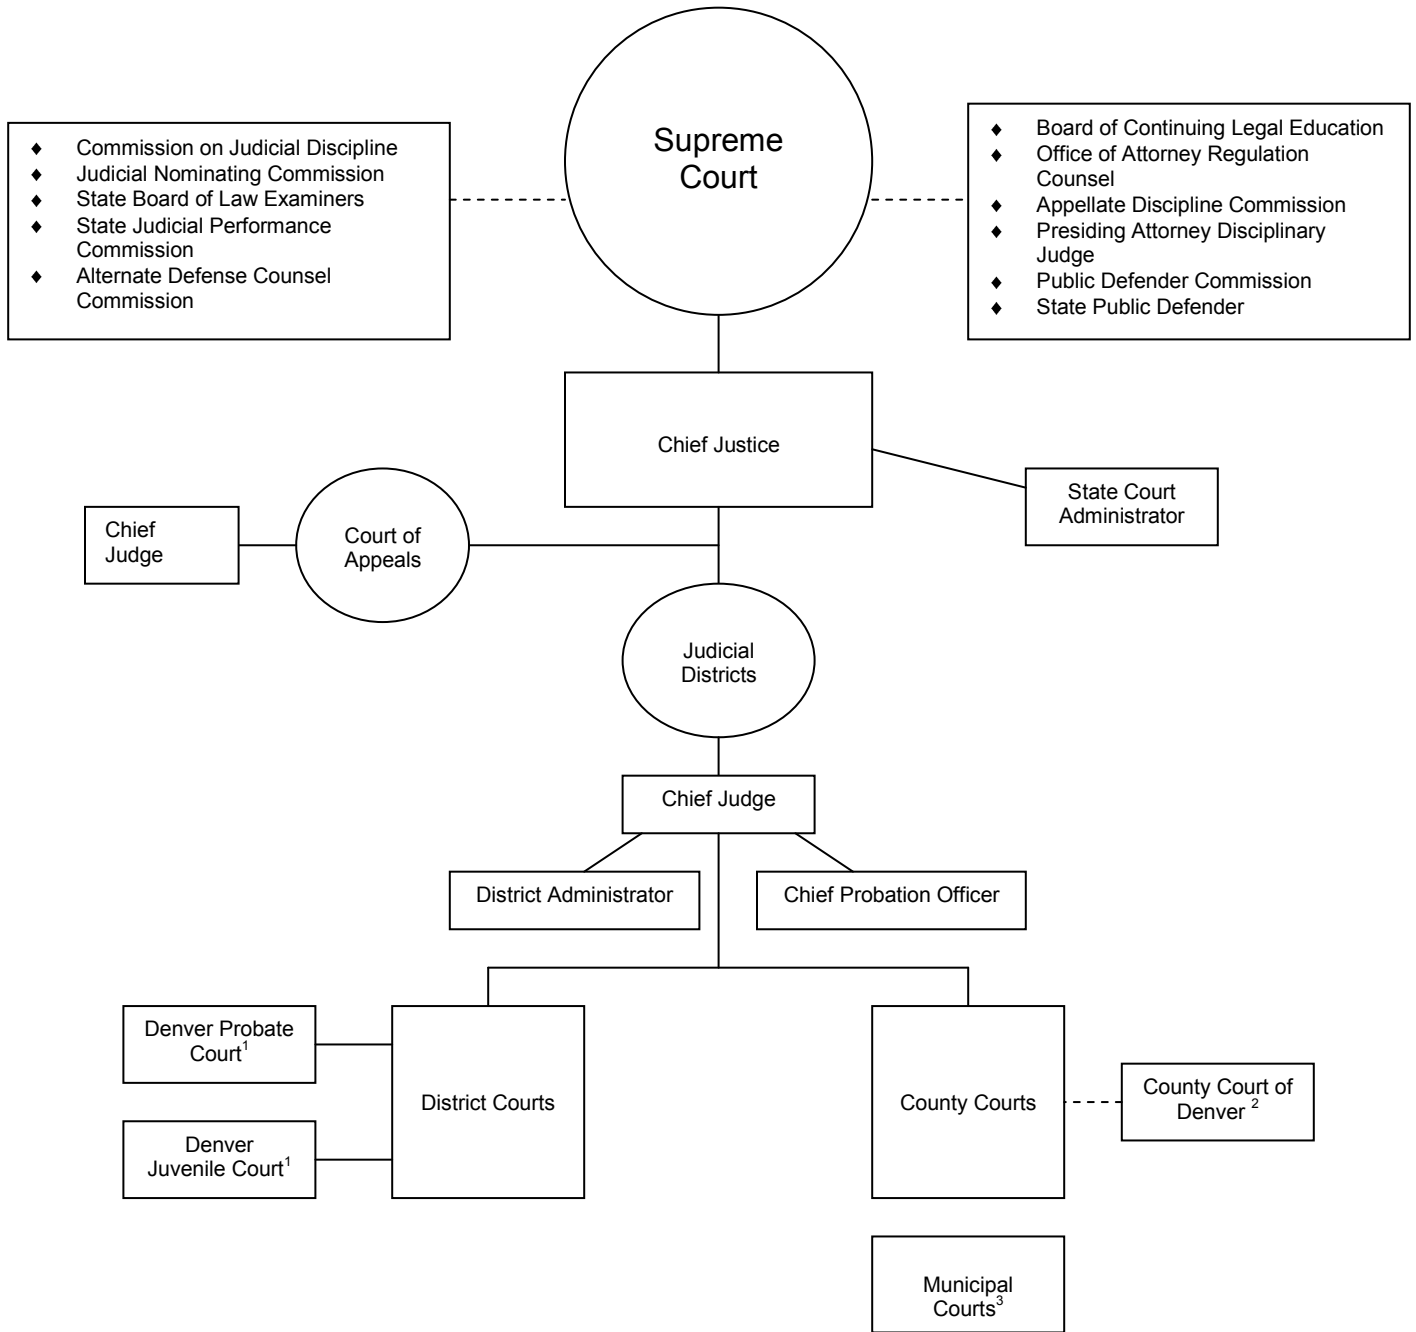 Supreme
Court
♦ Commission on Judicial Discipline
♦ Judicial Nominating Commission
♦ State Board of Law Examiners
♦ State Judicial Performance
Commission
♦ Alternate Defense Counsel
Commission
♦ Board of Continuing Legal Education
♦ Office of Attorney Regulation
Counsel
♦ Appellate Discipline Commission
♦ Presiding Attorney Disciplinary
Judge
♦ Public Defender Commission
♦ State Public Defender
Chief Justice
State Court
Administrator
Chief
Judge
Court of
Appeals
Judicial
Districts
Chief Judge
District Administrator
Chief Probation Officer
Denver Probate
Court¹
Denver
Juvenile Court¹
District Courts
County Courts
County Court of
Denver ²
Municipal
Courts³